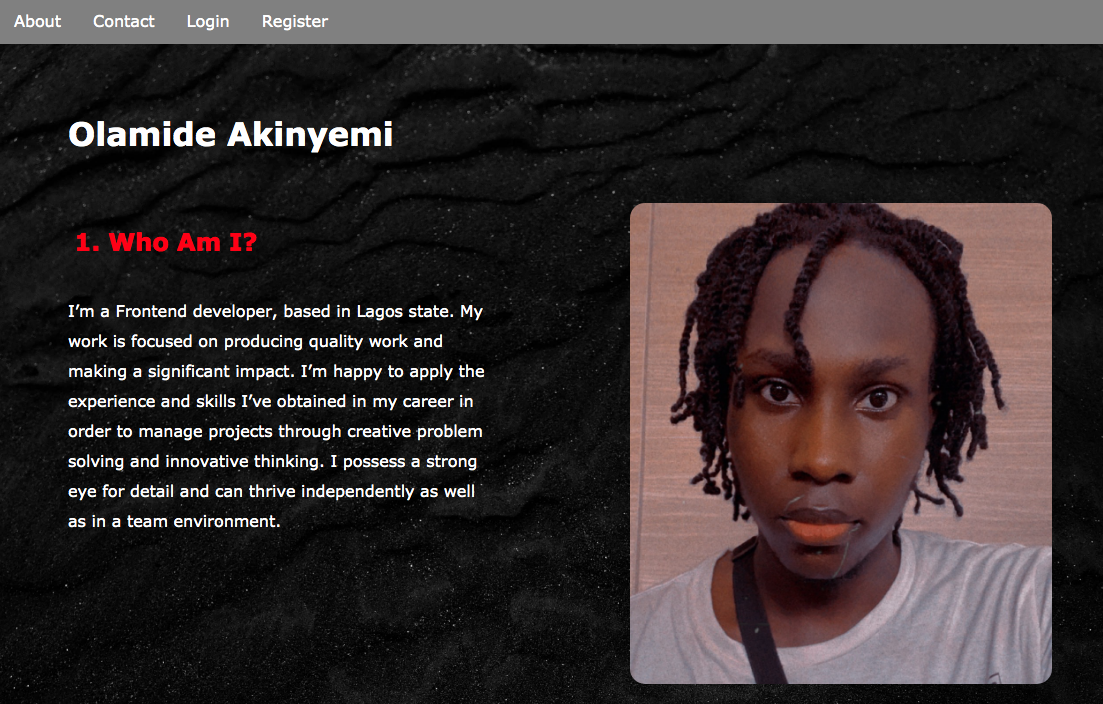 About Contact Login Register
Olamide Akinyemi
1. Who Am I?
I’m a Frontend developer, based in Lagos state. My
work is focused on producing quality work and
making a significant impact. I’m happy to apply the
experience and skills I’ve obtained in my career in
order to manage projects through creative problem
solving and innovative thinking. I possess a strong
eye for detail and can thrive independently as well
as in a team environment.